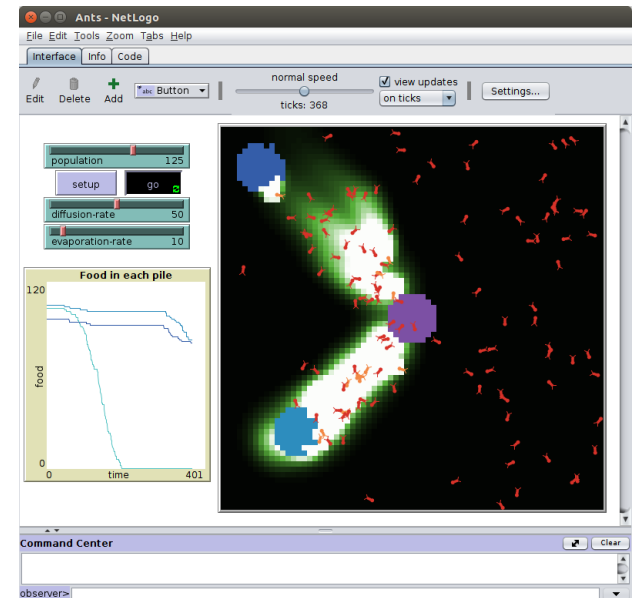 Ants - NetLogo
File Edit Tools Zoom Tabs Help
Interface Info Code
Edit Delete Add
abc Button
normal speed
ticks: 368
view updates
on ticks
Settings...
population 125
setup go
diffusion-rate 50
evaporation-rate 10
Food in each pile
120
food
0
0 time 401
Command Center
Clear
observer>